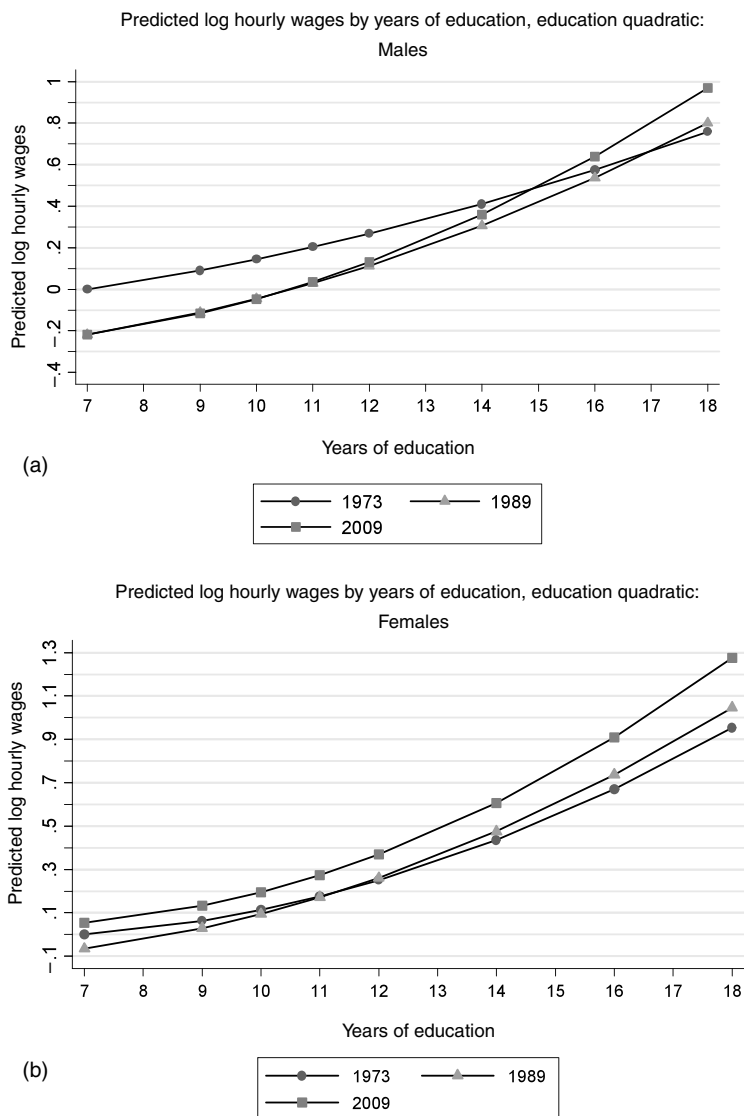 Predicted log hourly wages by years of education, education quadratic:
Males
Predicted log hourly wages
1
.8
.6
.4
.2
0
−.2
−.4
7 8 9 10 11 12 13 14 15 16 17 18
Years of education
(a)
1973 1989
2009
Predicted log hourly wages by years of education, education quadratic:
Females
Predicted log hourly wages
1.3
1.1
.9
.7
.5
.3
.1
−.1
7 8 9 10 11 12 13 14 15 16 17 18
Years of education
(b)
1973 1989
2009